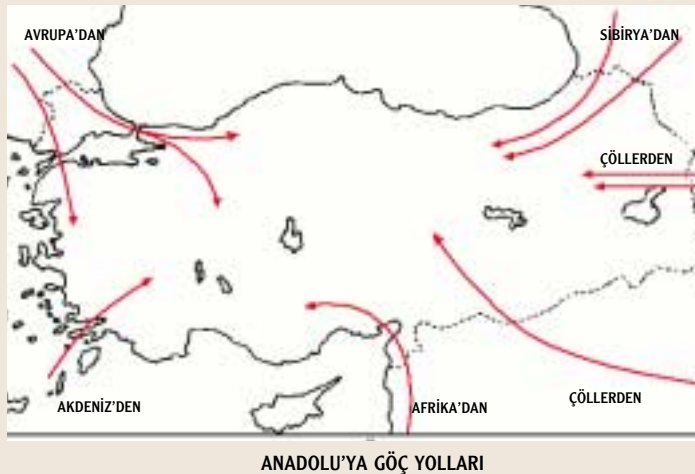 AVRUPA'DAN
SİBİRYA'DAN
ÇÖLLERDEN
AKDENİZ'DEN
AFRİKA'DAN
ÇÖLLERDEN
ANADOLU'YA GÖÇ YOLLARI